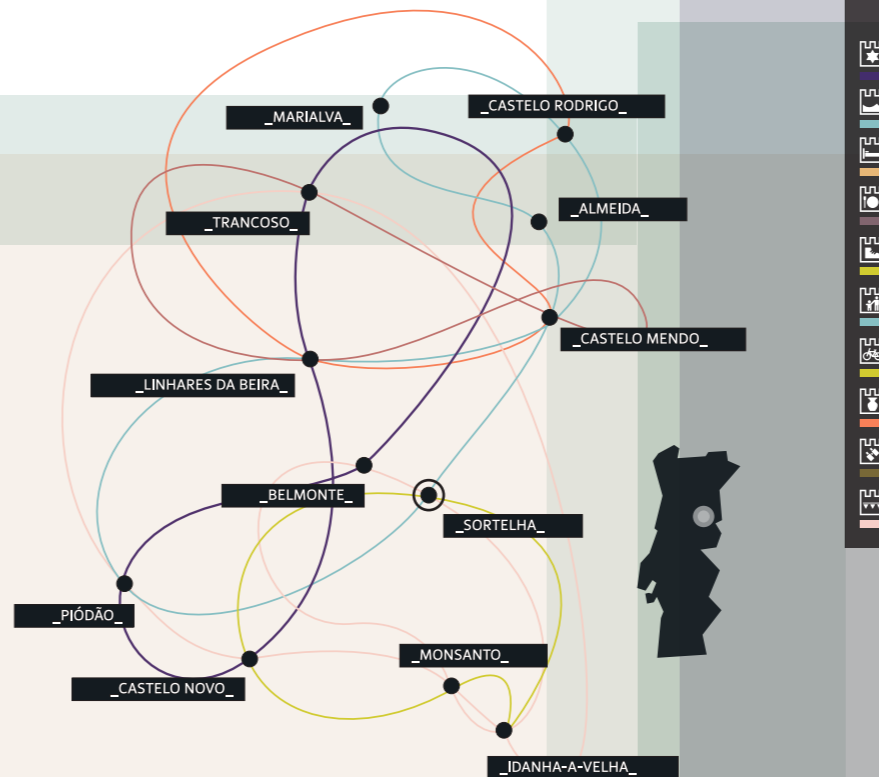 _MARIALVA_
_CASTELO RODRIGO_
_TRANCOSO_
_ALMEIDA_
_CASTELO MENDO_
_LINHARES DA BEIRA_
_BELMONTE_
_SORTELHA_
_PIÓDÃO_
_MONSANTO_
_CASTELO NOVO_
_IDANHA-A-VELHA_